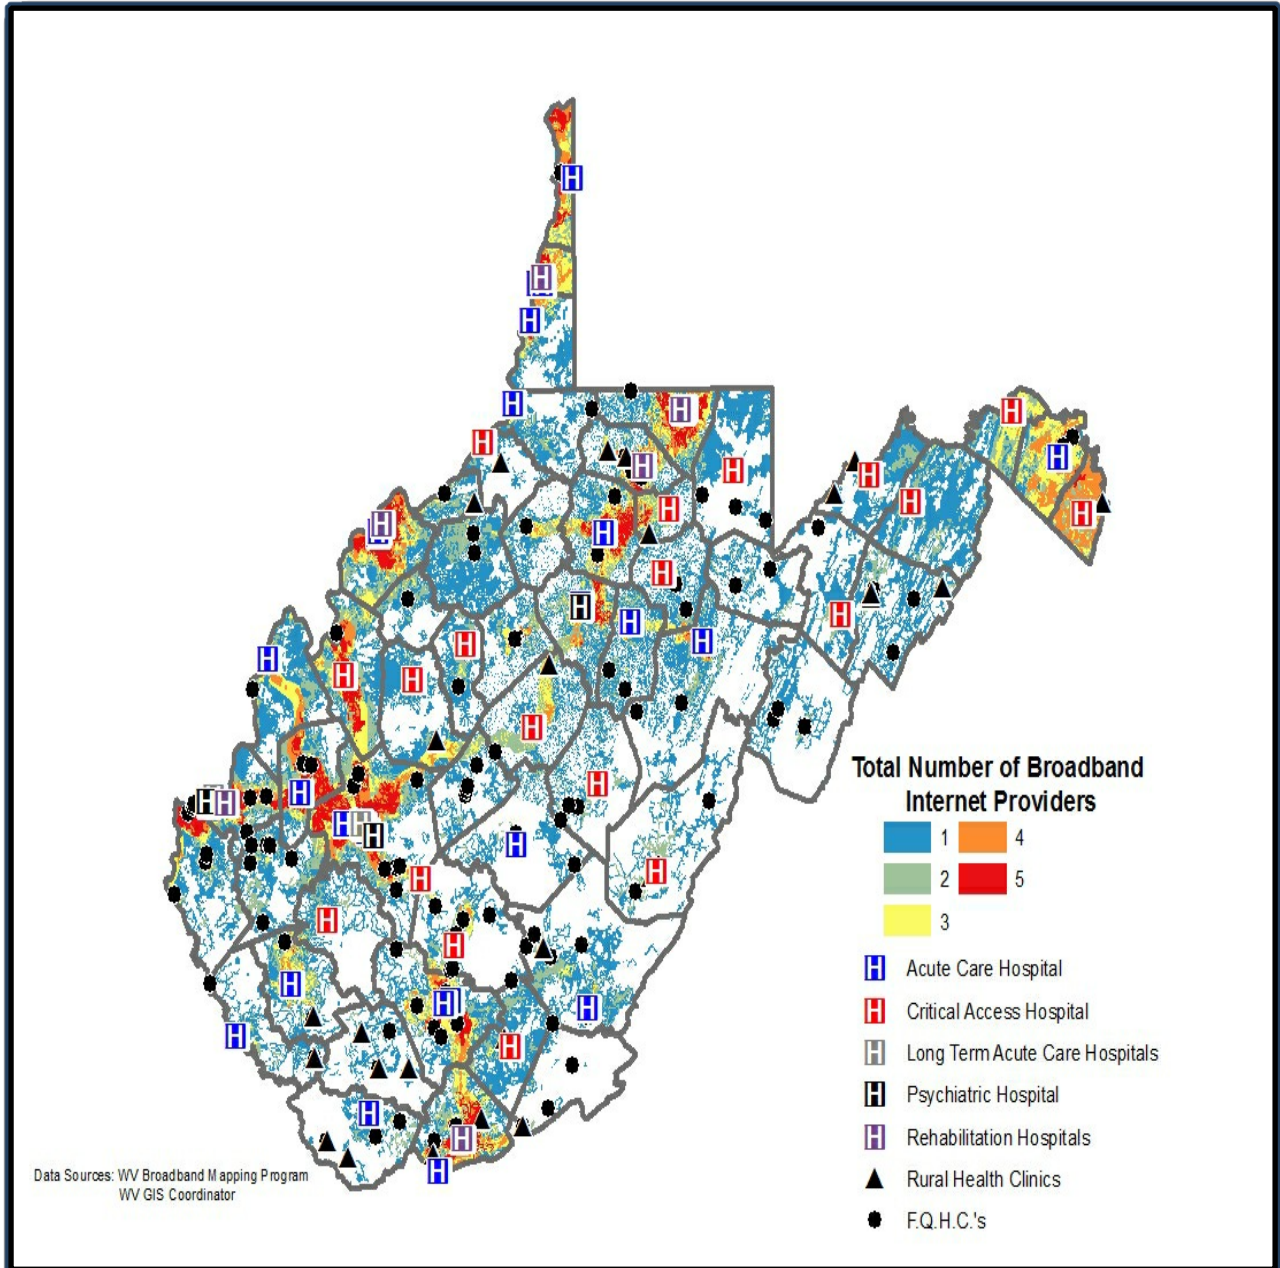 Total Number of Broadband
Internet Providers
1
4
2
5
3
H Acute Care Hospital
H Critical Access Hospital
H Long Term Acute Care Hospitals
H Psychiatric Hospital
H Rehabilitation Hospitals
Rural Health Clinics
F.Q.H.C.'s
Data Sources: WV Broadband Mapping Program
WV GIS Coordinator